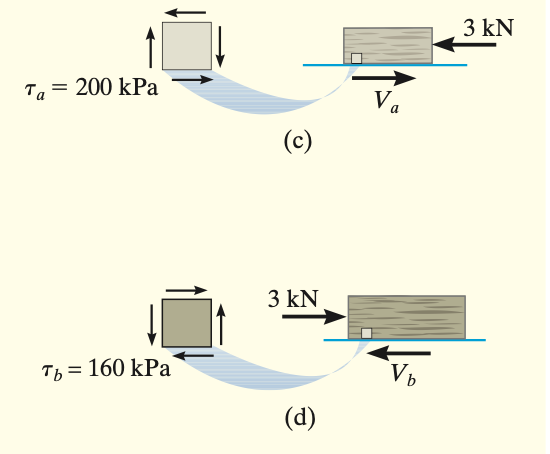 3 kN
τa = 200 kPa
Va
(c)
3 kN
τb = 160 kPa
Vb
(d)